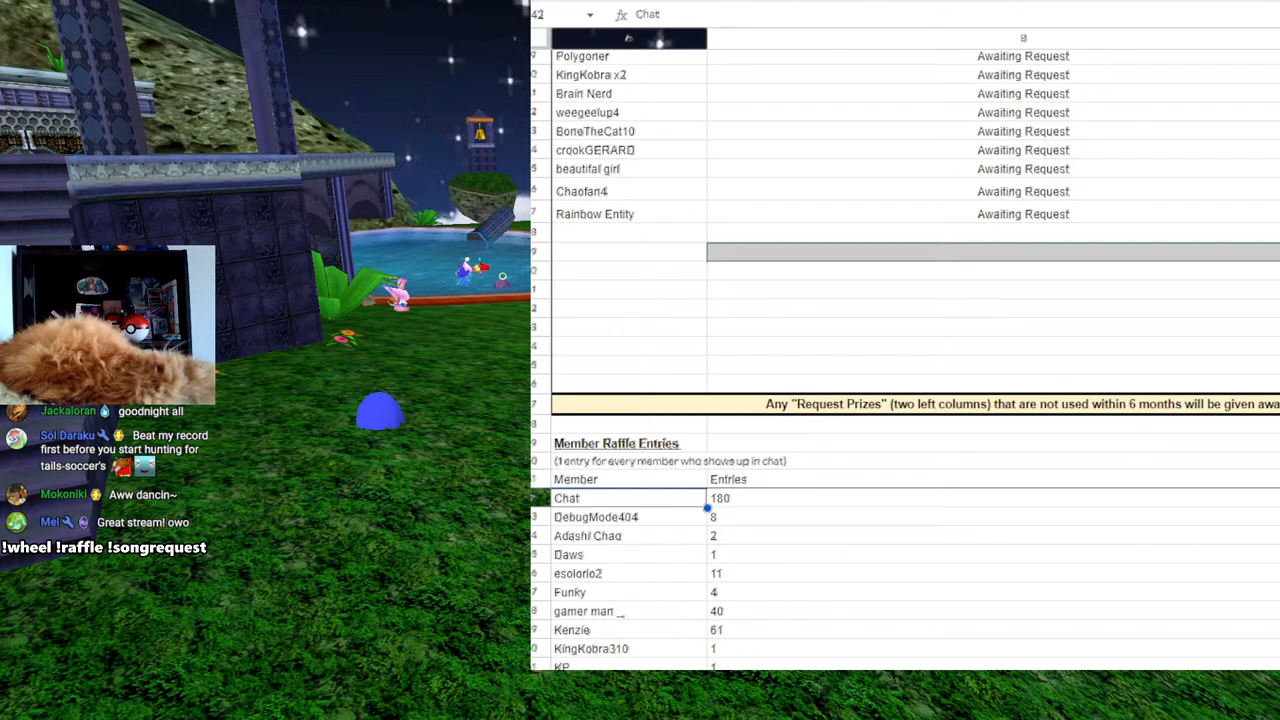 42 fx Chat
A
B
Polygoner Awaiting Request
KingKobra x2 Awaiting Request
Brain Nerd Awaiting Request
weegeelup4 Awaiting Request
BoneTheCat10 Awaiting Request
crookGERARD Awaiting Request
beautiful girl Awaiting Request
Chaofan4 Awaiting Request
Rainbow Entity Awaiting Request
Any "Request Prizes" (two left columns) that are not used within 6 months will be given awa
Member Raffle Entries
(1 entry for every member who shows up in chat)
Member Entries
Chat 180
DebugMode404 8
Adashi Chao 2
Daws 1
esolorio2 11
Funky 4
gamer man _ 40
Kenzie 61
KingKobra310 1
KP 1
Jackaloran goodnight all
Sol Daraku Beat my record
first before you start hunting for
tails-soccer's
Mokoniki Aww dancin~
Mel Great stream! owo
!wheel !raffle !songrequest